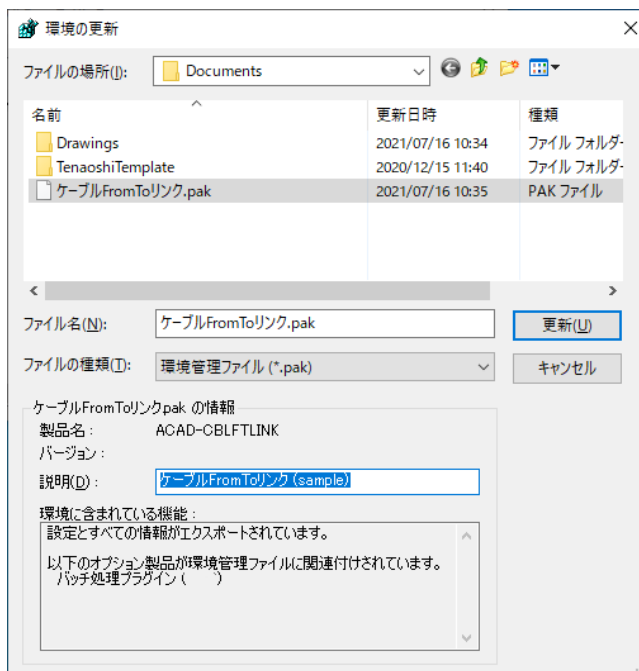 環境の更新
ファイルの場所(I):
Documents
名前
更新日時
種類
Drawings
2021/07/16 10:34
ファイル フォルダー
TenaoshiTemplate
2020/12/15 11:40
ファイル フォルダー
ケーブルFromToリンク.pak
2021/07/16 10:35
PAK ファイル
ファイル名(N):
ケーブルFromToリンク.pak
更新(U)
ファイルの種類(T):
環境管理ファイル (*.pak)
キャンセル
ケーブルFromToリンクpak の情報
製品名 :
ACAD-CBLFTLINK
バージョン :
説明(D) :
ケーブルFromToリンク (sample)
環境に含まれている機能 :
設定とすべての情報がエクスポートされています。
以下のオプション製品が環境管理ファイルに関連付けされています。
バッチ処理プラグイン ( )